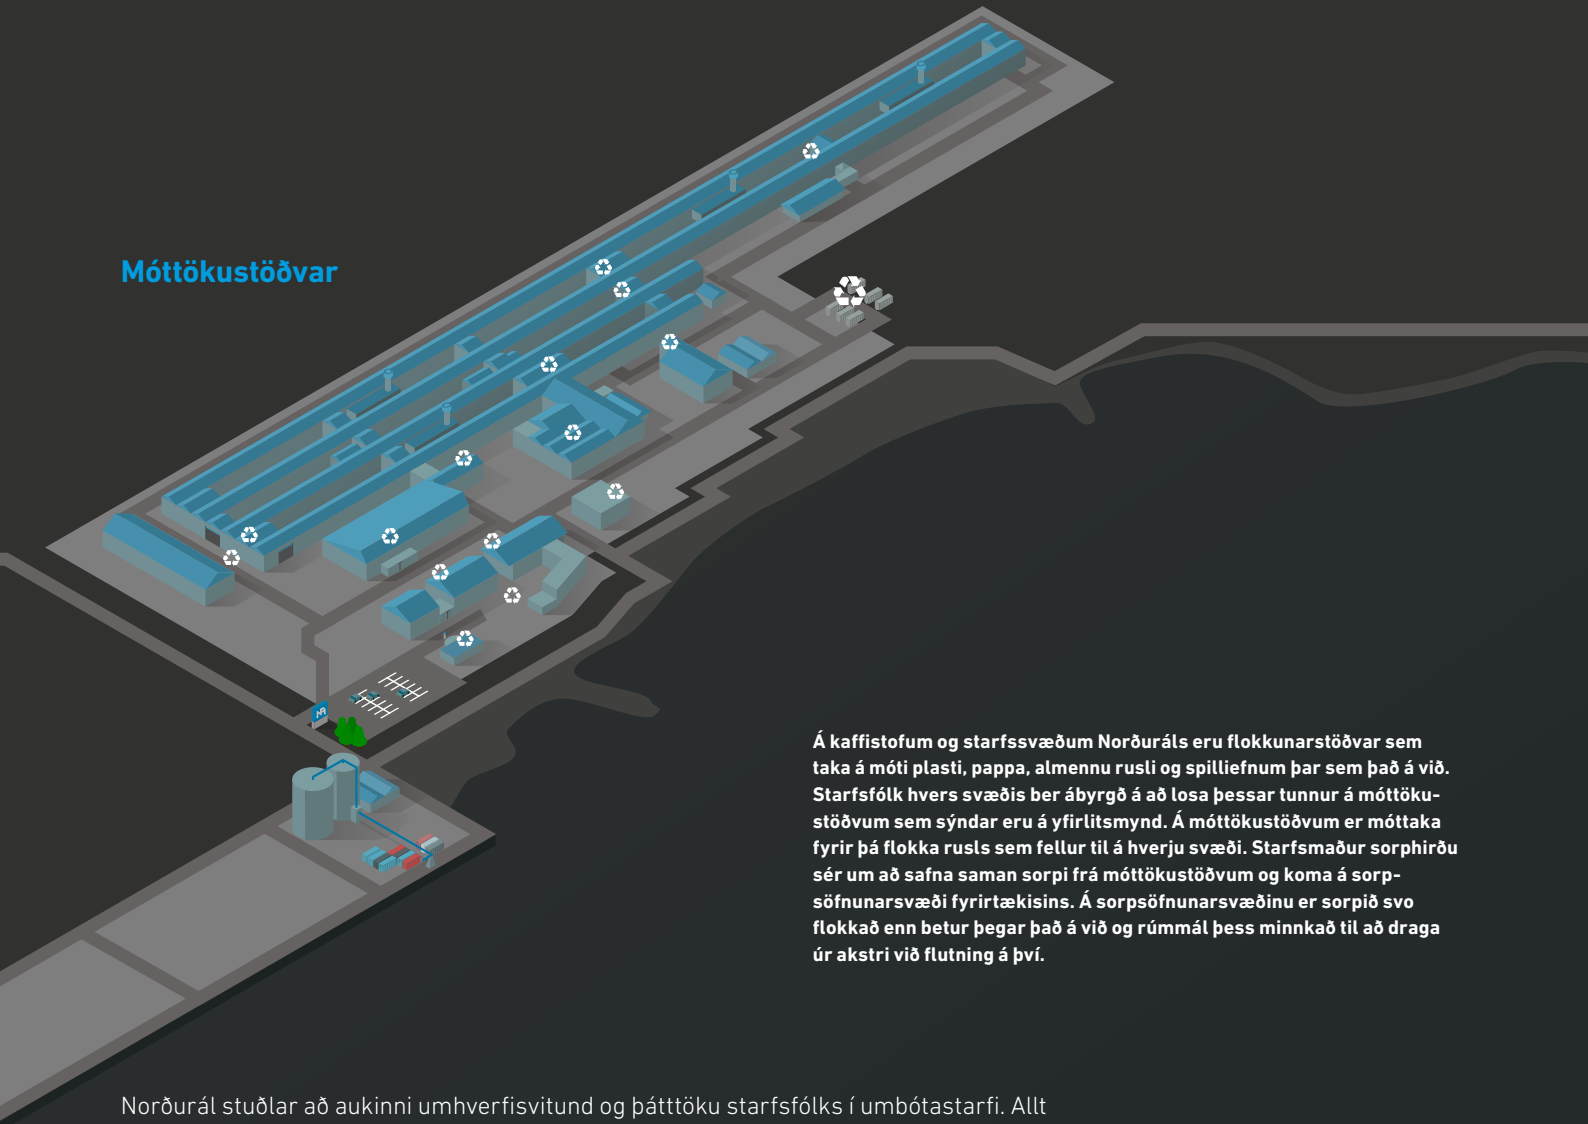 Móttökustöðvar
Á kaffistofum og starfssvæðum Norðuráls eru flokkunarstöðvar sem
taka á móti plasti, pappa, almennu rusli og spilliefnum þar sem það á við.
Starfsfólk hvers svæðis ber ábyrgð á að losa þessar tunnur á móttöku-
stöðvum sem sýndar eru á yfirlitsmynd. Á móttökustöðvum er móttaka
fyrir þá flokka rusls sem fellur til á hverju svæði. Starfsmaður sorphirðu
sér um að safna saman sorpi frá móttökustöðvum og koma á sorp-
söfnunarsvæði fyrirtækisins. Á sorpsöfnunarsvæðinu er sorpið svo
flokkað enn betur þegar það á við og rúmmál þess minnkað til að draga
úr akstri við flutning á því.
Norðurál stuðlar að aukinni umhverfisvitund og þátttöku starfsfólks í umbótastarfi. Allt